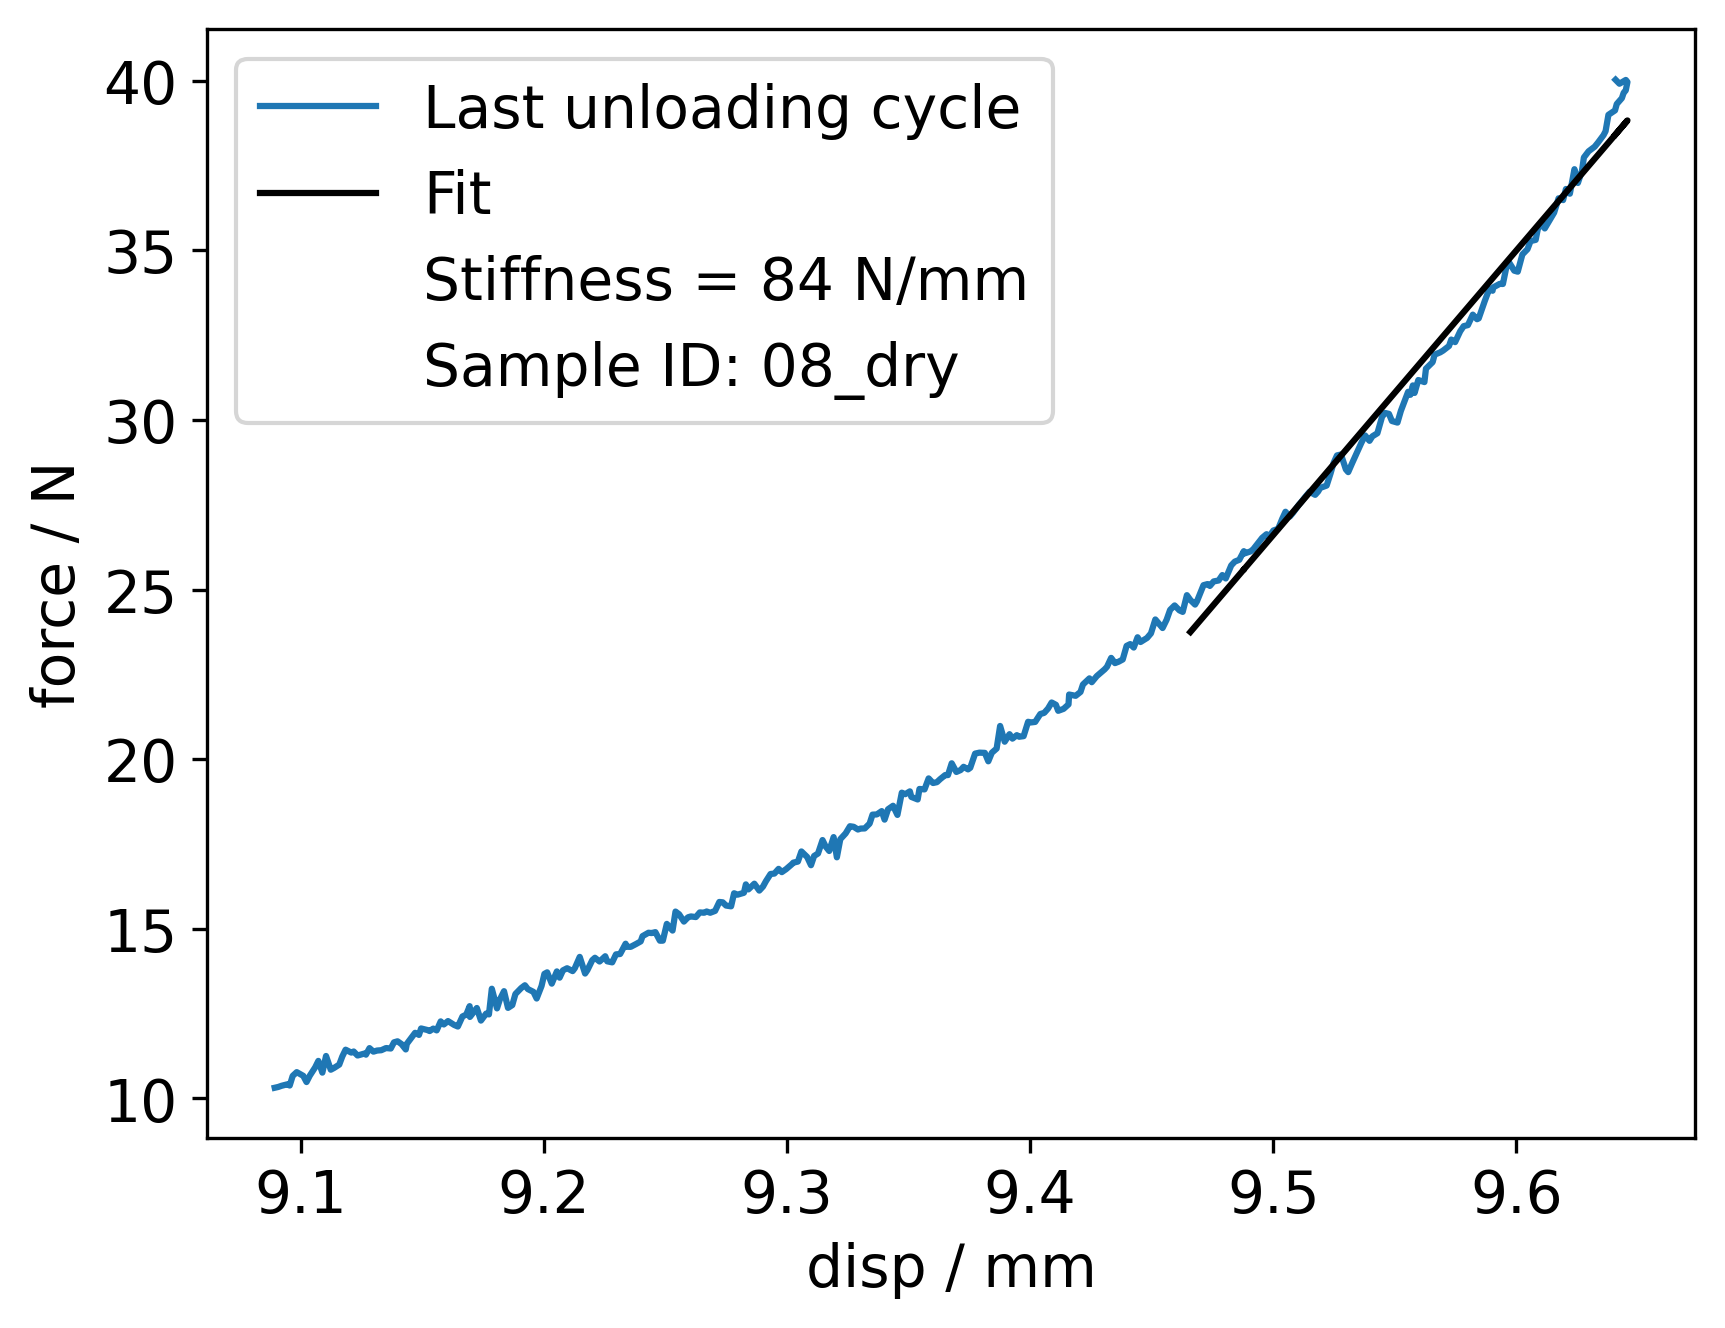 40
35
30
25
20
15
10
force / N
Last unloading cycle
Fit
Stiffness = 84 N/mm
Sample ID: 08_dry
9.1 9.2 9.3 9.4 9.5 9.6
disp / mm